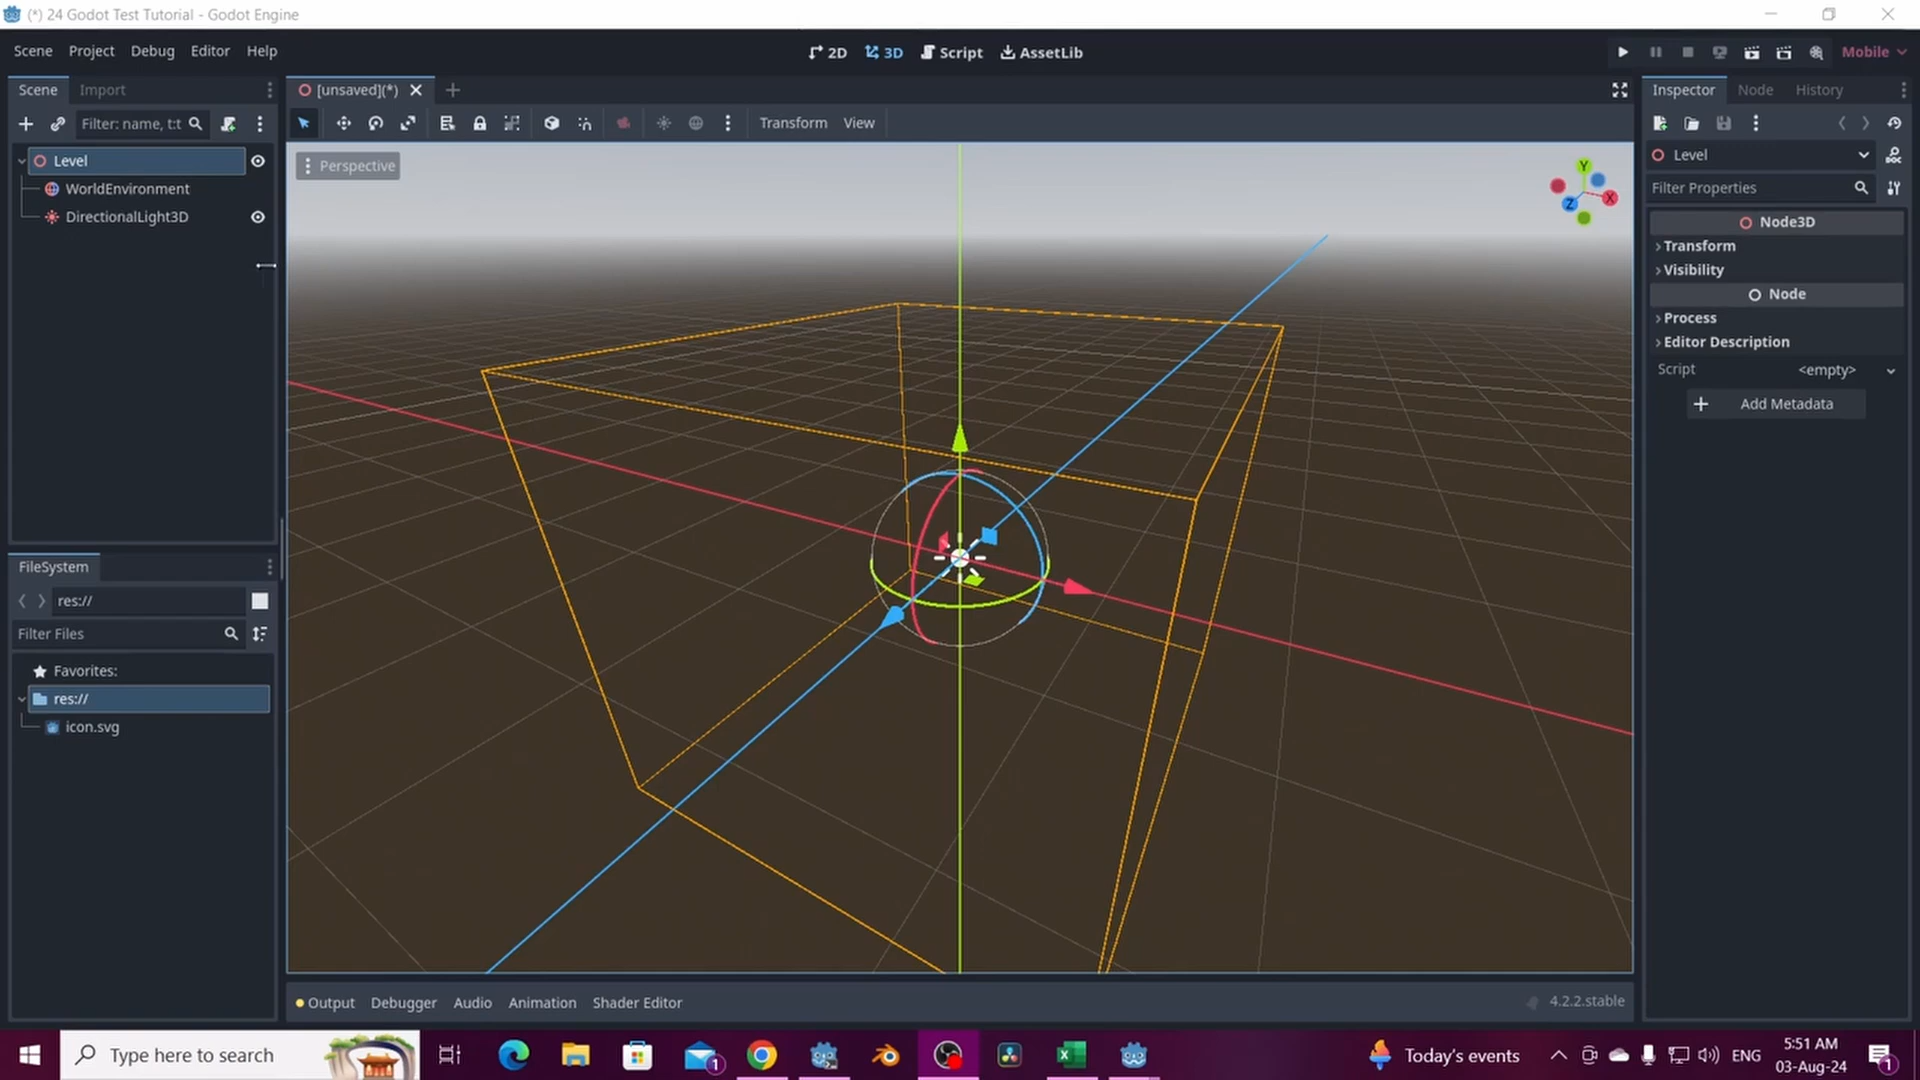 (*) 24 Godot Test Tutorial - Godot Engine
Scene Project Debug Editor Help
2D 3D Script AssetLib
Mobile
Scene Import
[unsaved](*)
Inspector Node History
Filter: name, t:t
Transform View
Level
WorldEnvironment
DirectionalLight3D
Perspective
Y
X
Z
Level
Filter Properties
Node3D
Transform
Visibility
Node
Process
Editor Description
Script <empty>
Add Metadata
FileSystem
res://
Filter Files
Favorites:
res://
icon.svg
Output Debugger Audio Animation Shader Editor
4.2.2.stable
Type here to search
1
Today's events
ENG
5:51 AM
03-Aug-24
1